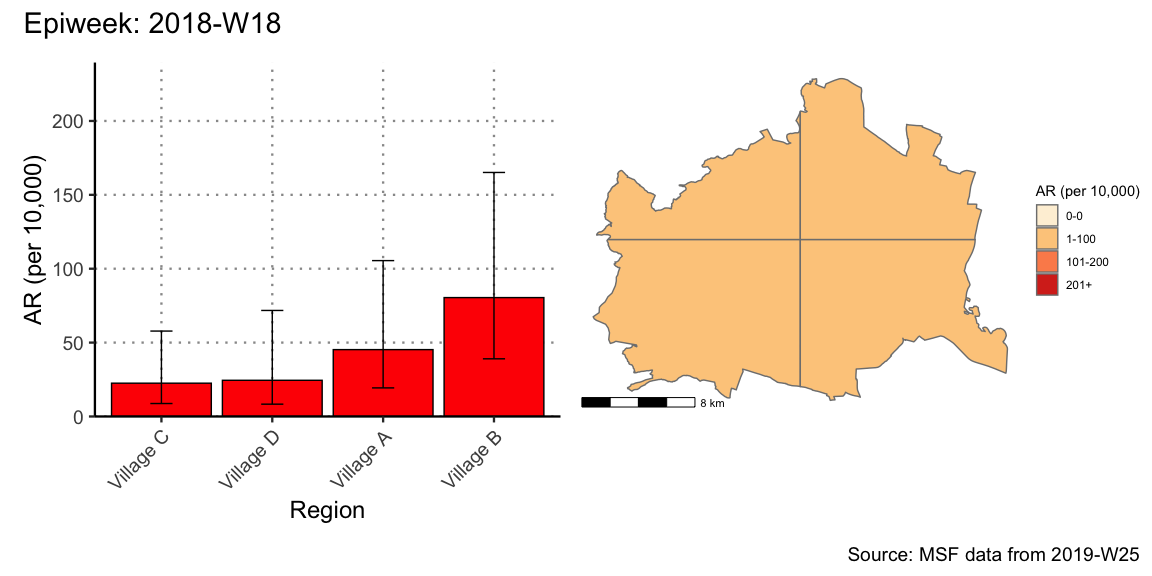 Epiweek: 2018-W18
AR (per 10,000)
200
150
100
50
0
Village C
Village D
Village A
Village B
Region
8 km
AR (per 10,000)
0-0
1-100
101-200
201+
Source: MSF data from 2019-W25